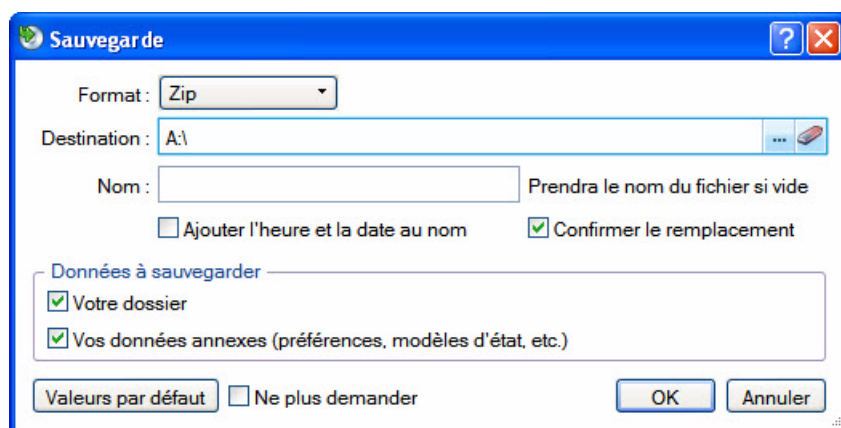 Sauvegarde
Format : Zip
Destination : A:\ ...
Nom : Prendra le nom du fichier si vide
Ajouter l'heure et la date au nom Confirmer le remplacement
Données à sauvegarder
Votre dossier
Vos données annexes (préférences, modèles d'état, etc.)
Valeurs par défaut Ne plus demander OK Annuler